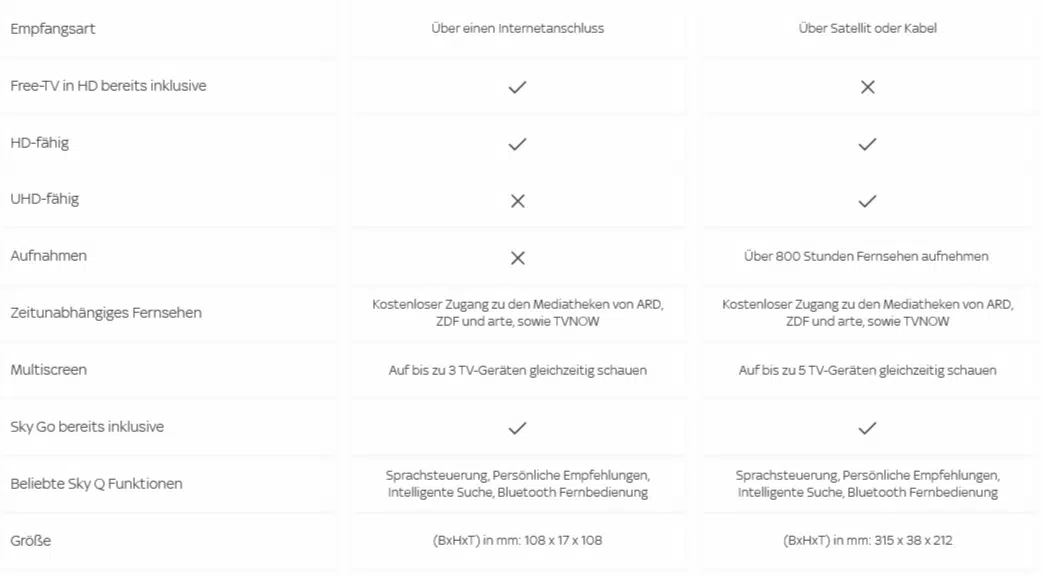 Empfangsart
Über einen Internetanschluss
Über Satellit oder Kabel
Free-TV in HD bereits inklusive
HD-fähig
UHD-fähig
Aufnahmen
Über 800 Stunden Fernsehen aufnehmen
Zeitunabhängiges Fernsehen
Kostenloser Zugang zu den Mediatheken von ARD,
ZDF und arte, sowie TVNOW
Kostenloser Zugang zu den Mediatheken von ARD,
ZDF und arte, sowie TVNOW
Multiscreen
Auf bis zu 3 TV-Geräten gleichzeitig schauen
Auf bis zu 5 TV-Geräten gleichzeitig schauen
Sky Go bereits inklusive
Beliebte Sky Q Funktionen
Sprachsteuerung, Persönliche Empfehlungen,
Intelligente Suche, Bluetooth Fernbedienung
Sprachsteuerung, Persönliche Empfehlungen,
Intelligente Suche, Bluetooth Fernbedienung
Größe
(BxHxT) in mm: 108 x 17 x 108
(BxHxT) in mm: 315 x 38 x 212